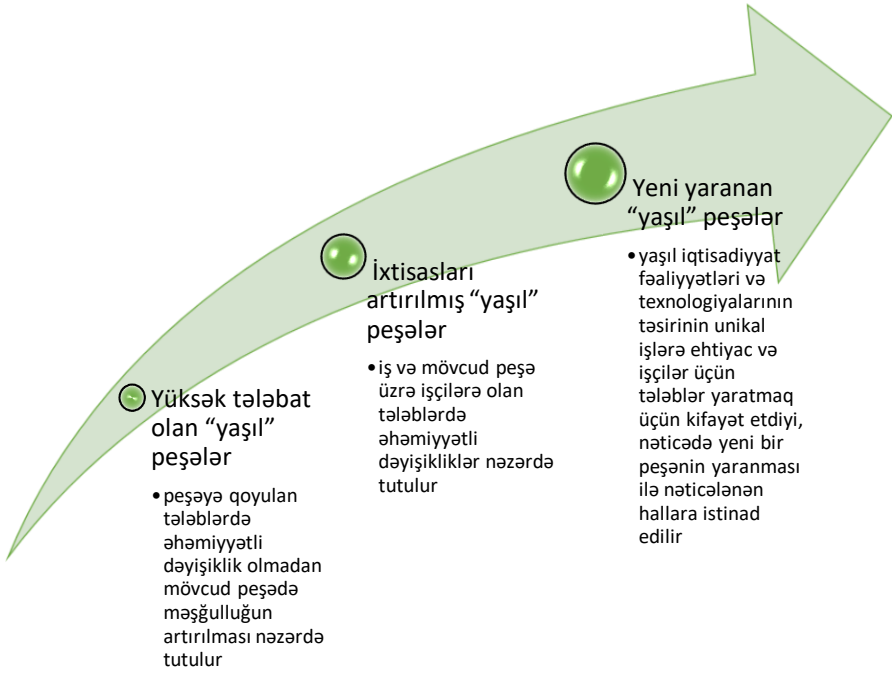 Yüksək tələbat
olan “yaşıl”
peşələr
•peşəyə qoyulan
tələblərdə
əhəmiyyətli
dəyişiklik olmadan
mövcud peşədə
məşğulluğun
artırılması nəzərdə
tutulur
İxtisasları
artırılmış “yaşıl”
peşələr
•iş və mövcud peşə
üzrə işçilərə olan
tələblərdə
əhəmiyyətli
dəyişikliklər nəzərdə
tutulur
Yeni yaranan
“yaşıl” peşələr
•yaşıl iqtisadiyyat
fəaliyyətləri və
texnologiyalarının
təsirinin unikal
işlərə ehtiyac və
işçilər üçün
tələblər yaratmaq
üçün kifayət etdiyi,
nəticədə yeni bir
peşənin yaranması
ilə nəticələnən
hallara istinad
edilir